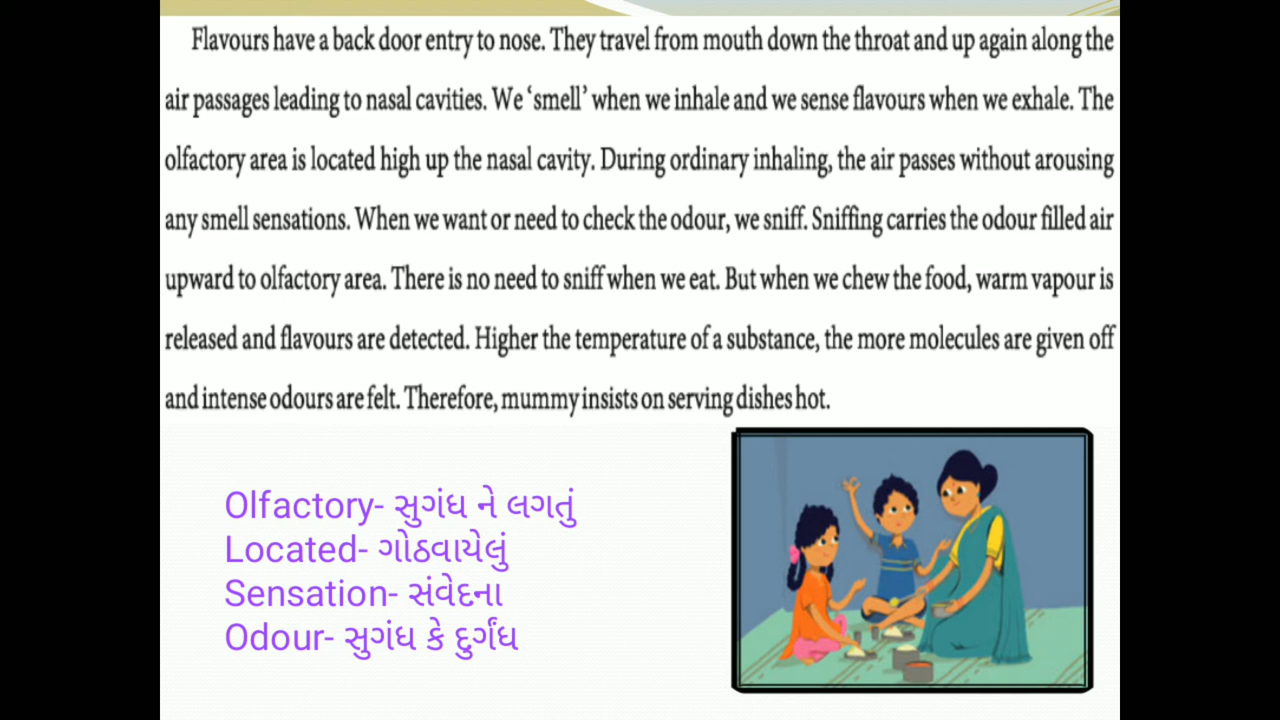 Flavours have a back door entry to nose. They travel from mouth down the throat and up again along the
air passages leading to nasal cavities. We ‘smell’ when we inhale and we sense flavours when we exhale. The
olfactory area is located high up the nasal cavity. During ordinary inhaling, the air passes without arousing
any smell sensations. When we want or need to check the odour, we sniff. Sniffing carries the odour filled air
upward to olfactory area. There is no need to sniff when we eat. But when we chew the food, warm vapour is
released and flavours are detected. Higher the temperature of a substance, the more molecules are given off
and intense odours are felt. Therefore, mummy insists on serving dishes hot.
Olfactory- સુગંધ ને લગતું
Located- ગોઠવાયેલું
Sensation- સંવેદના
Odour- સુગંધ કે દુર્ગંધ